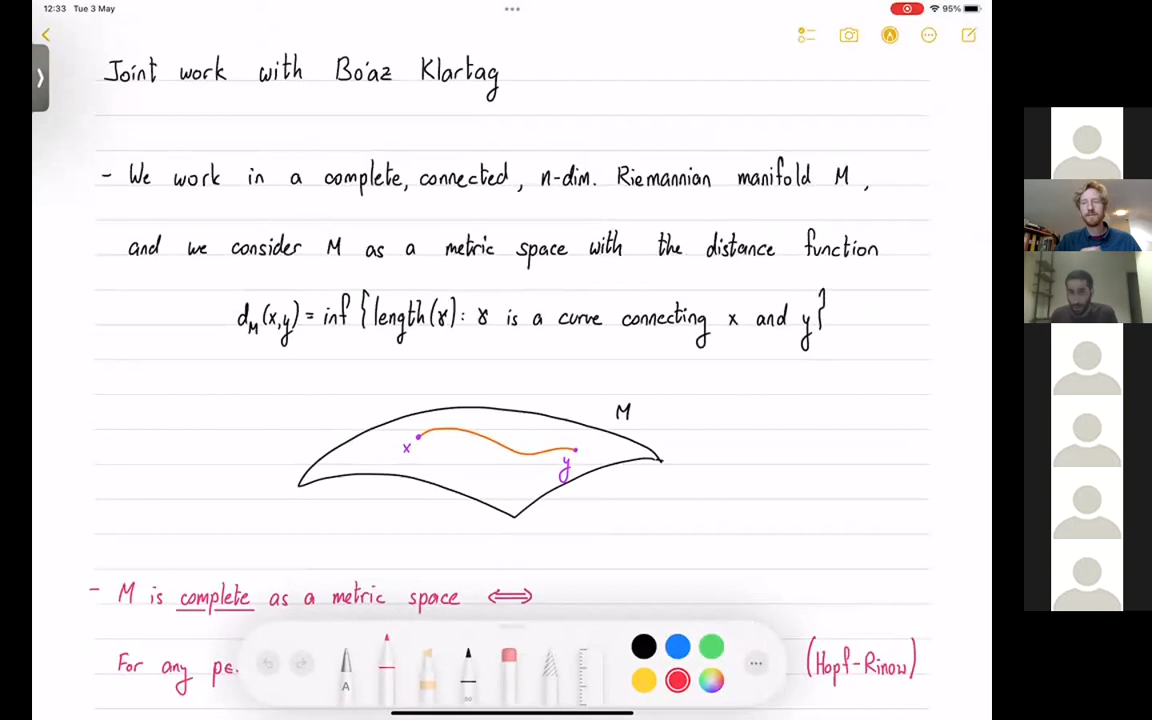 12:33 Tue 3 May
95%
Joint work with Bo'az Klartag
- We work in a complete, connected, n-dim. Riemannian manifold M,
and we consider M as a metric space with the distance function
d_M(x,y) = inf {length(γ): γ is a curve connecting x and y}
M
x
y
- M is complete as a metric space ⟺
For any
(Hopf-Rinow)
A
50